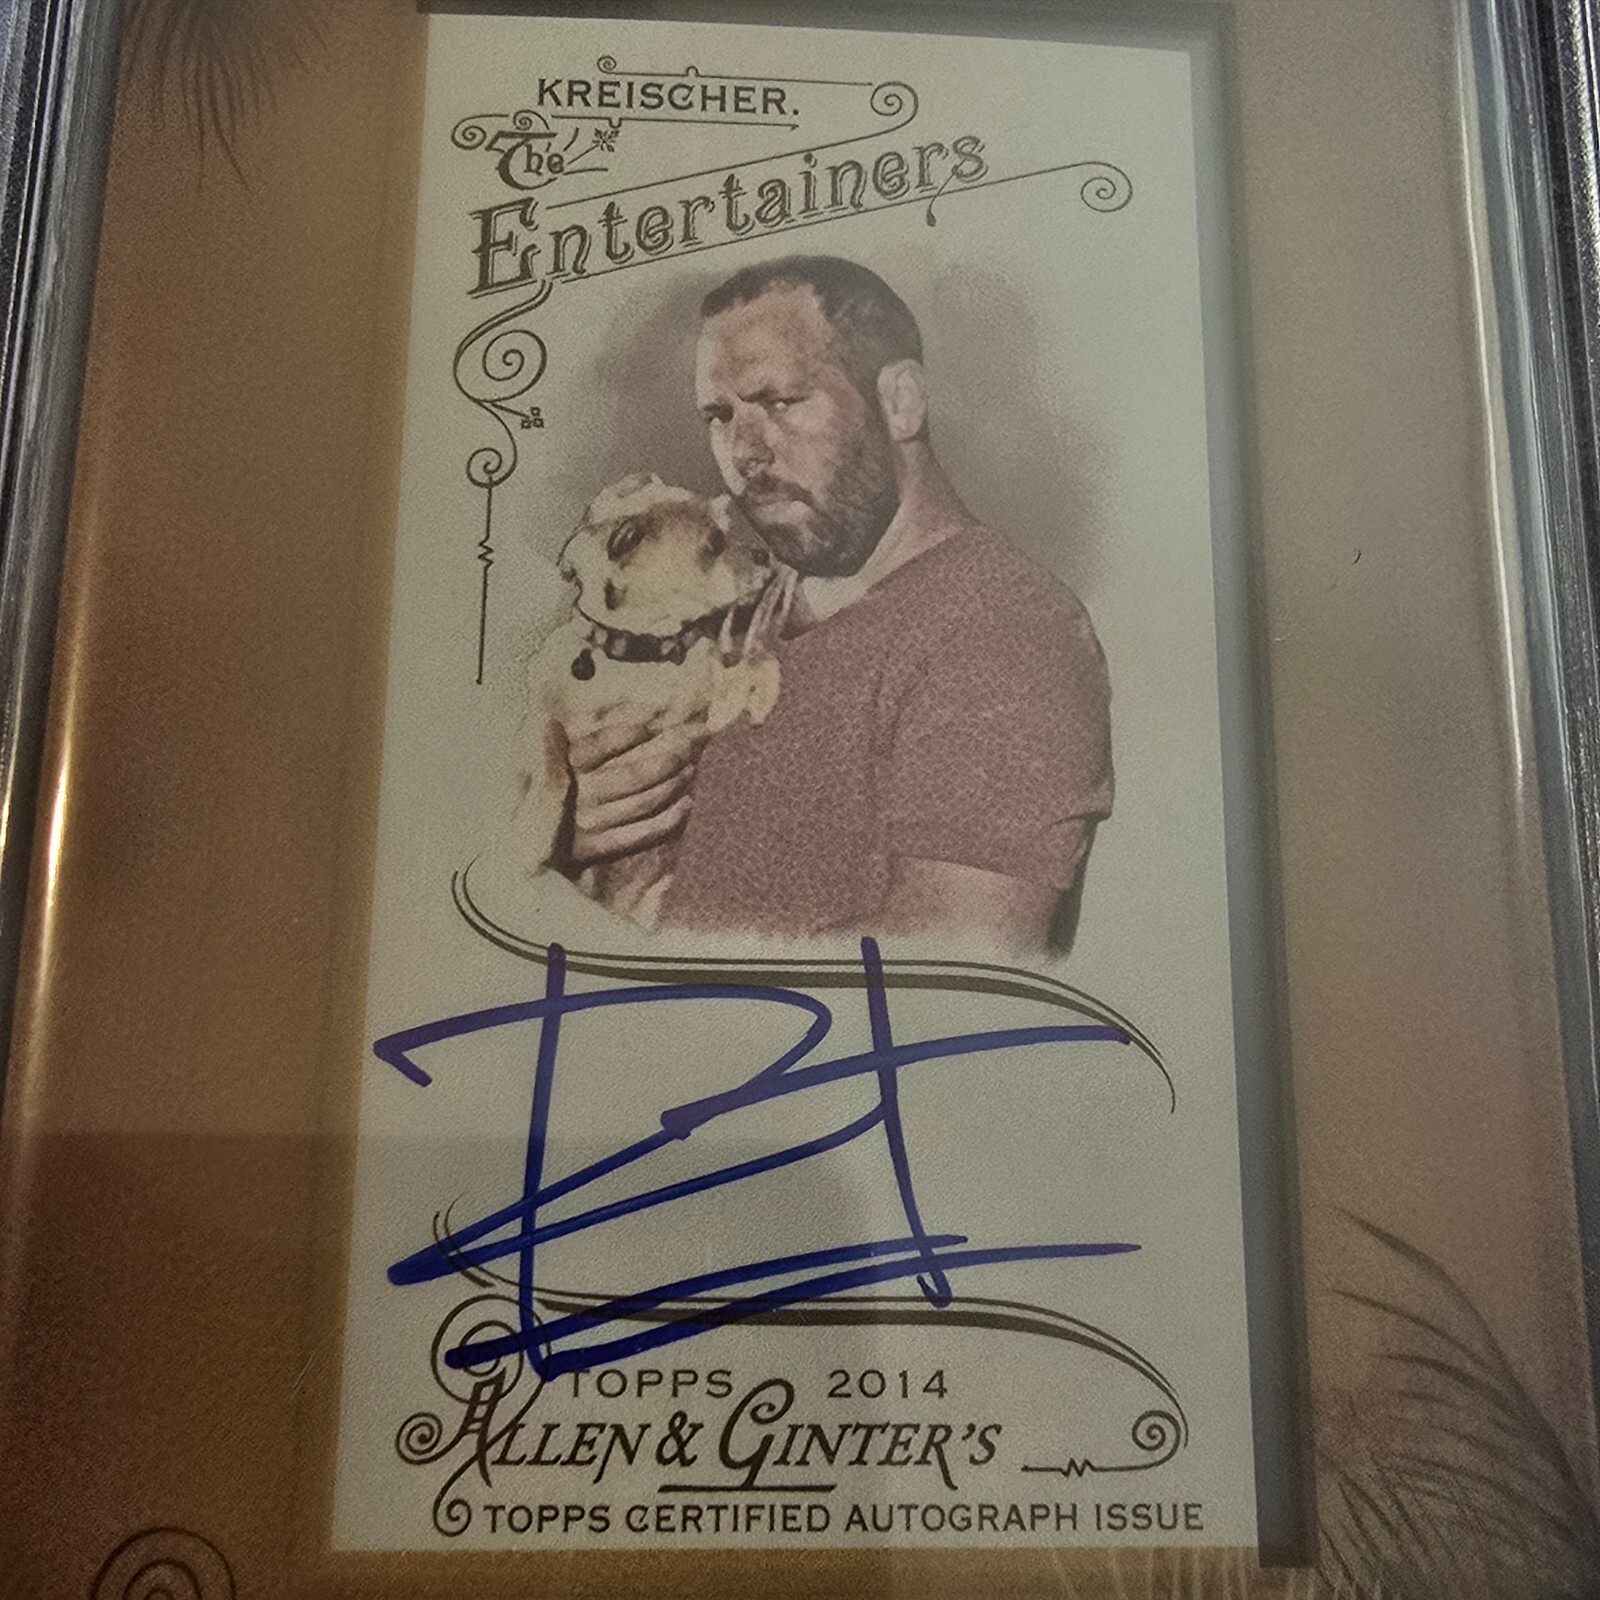 KREISCHER.
The
Entertainers
TOPPS 2014
ALLEN & GINTER'S
TOPPS CERTIFIED AUTOGRAPH ISSUE